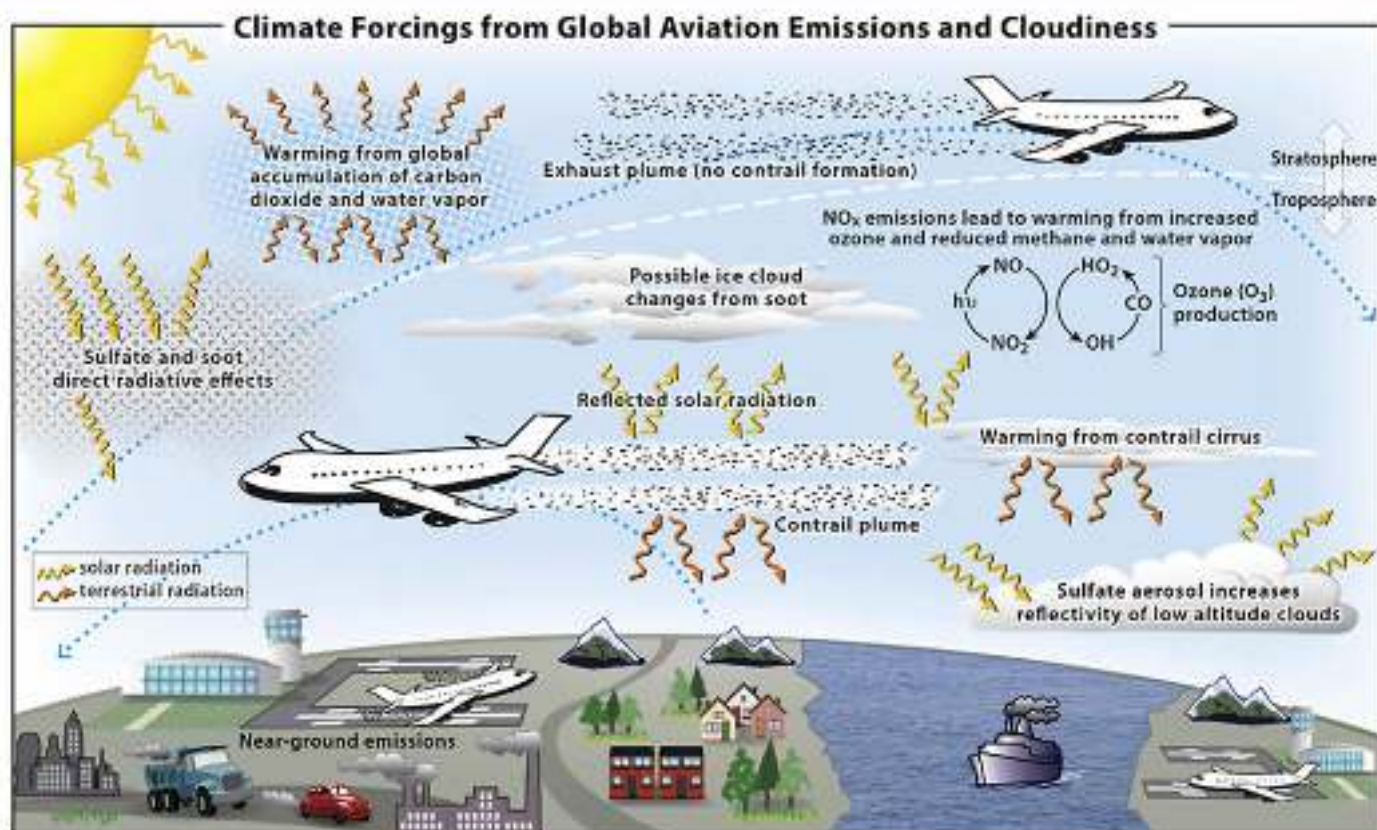 Climate Forcings from Global Aviation Emissions and Cloudiness
Warming from global
accumulation of carbon
dioxide and water vapor
Exhaust plume (no contrail formation)
Stratosphere
Troposphere
NOₓ emissions lead to warming from increased
ozone and reduced methane and water vapor
NO
HO₂
hυ
CO
NO₂
OH
Ozone (O₃)
production
Possible ice cloud
changes from soot
Sulfate and soot
direct radiative effects
Reflected solar radiation
Warming from contrail cirrus
Contrail plume
solar radiation
terrestrial radiation
Sulfate aerosol increases
reflectivity of low altitude clouds
Near-ground emissions